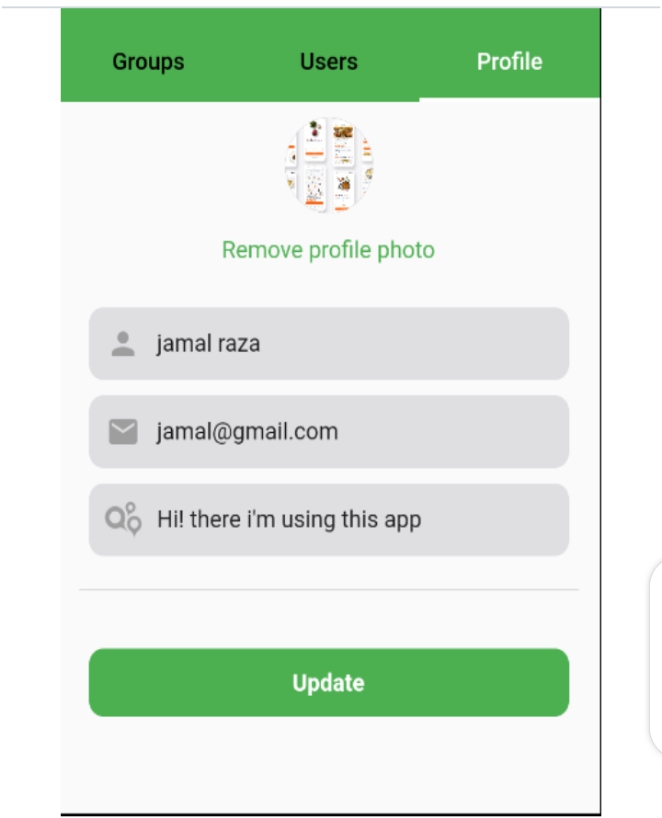 Groups Users Profile
Remove profile photo
jamal raza
jamal@gmail.com
Hi! there i'm using this app
Update